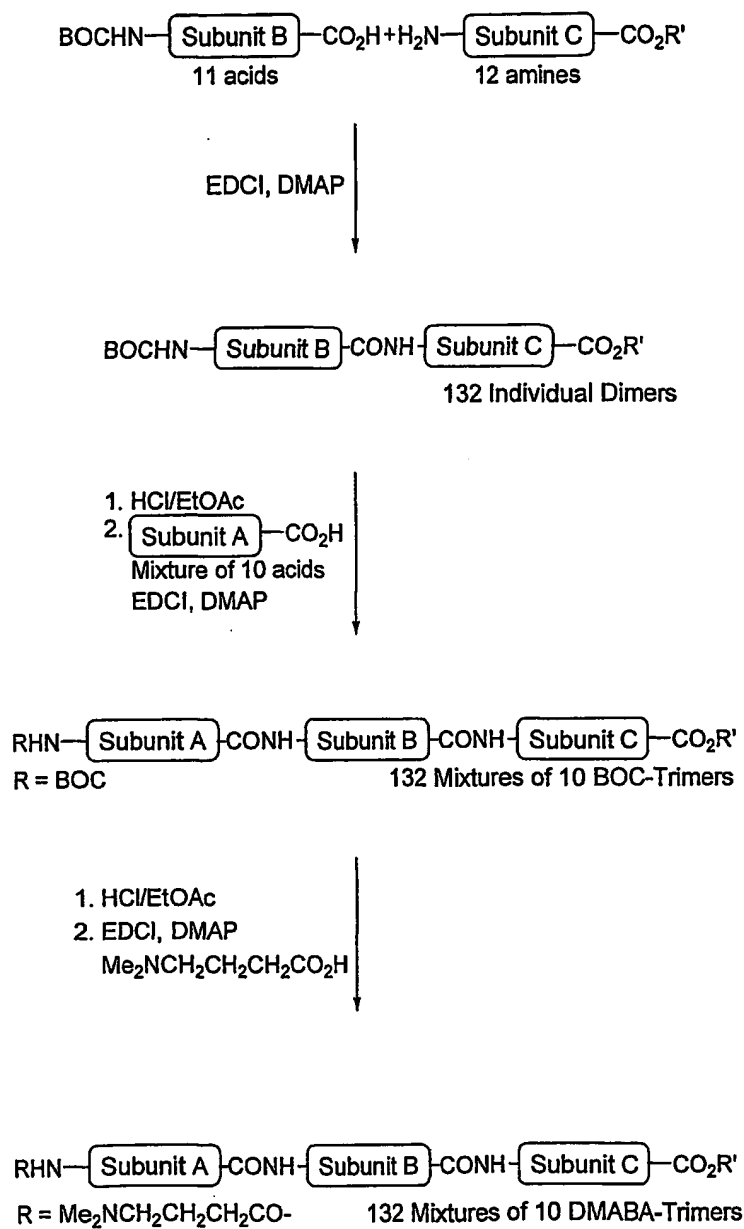 BOCHN—Subunit B—CO₂H+H₂N—Subunit C—CO₂R'
11 acids 12 amines
EDCI, DMAP
BOCHN—Subunit B-CONH-Subunit C—CO₂R'
132 Individual Dimers
1. HCl/EtOAc
2. Subunit A—CO₂H
Mixture of 10 acids
EDCI, DMAP
RHN—Subunit A-CONH-Subunit B-CONH-Subunit C—CO₂R'
R = BOC 132 Mixtures of 10 BOC-Trimers
1. HCl/EtOAc
2. EDCI, DMAP
Me₂NCH₂CH₂CH₂CO₂H
RHN—Subunit A-CONH-Subunit B-CONH-Subunit C—CO₂R'
R = Me₂NCH₂CH₂CH₂CO- 132 Mixtures of 10 DMABA-Trimers